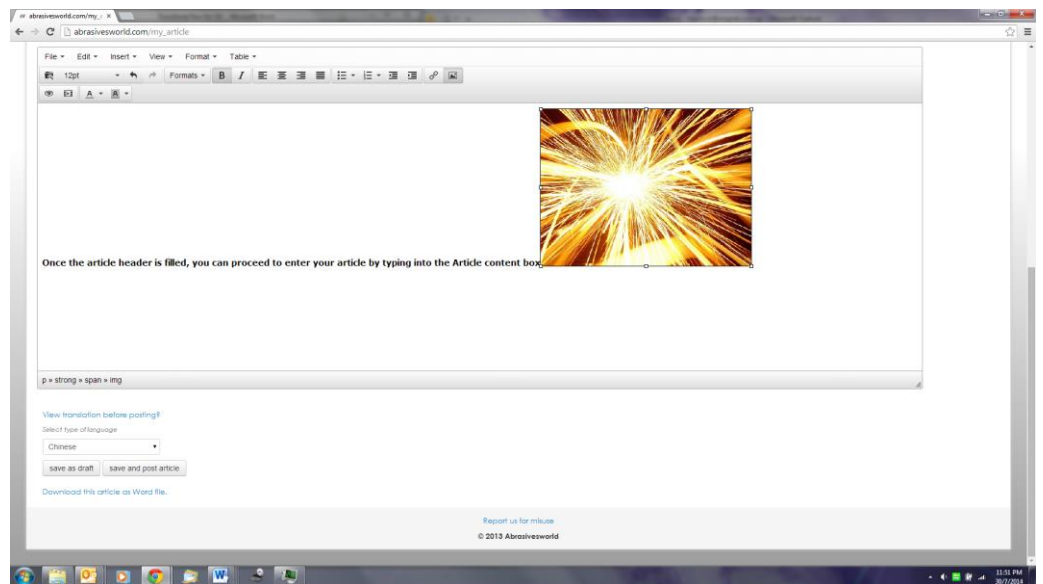 abrasivesworld.com/my_
abrasivesworld.com/my_article
File Edit Insert View Format Table
12pt Formats B I
A A
Once the article header is filled, you can proceed to enter your article by typing into the Article content box
p » strong » span » img
View translation before posting?
Select type of language
Chinese
save as draft save and post article
Download this article as Word file.
Report us for misuse
© 2013 Abrasivesworld
11:51 PM
30/7/2014